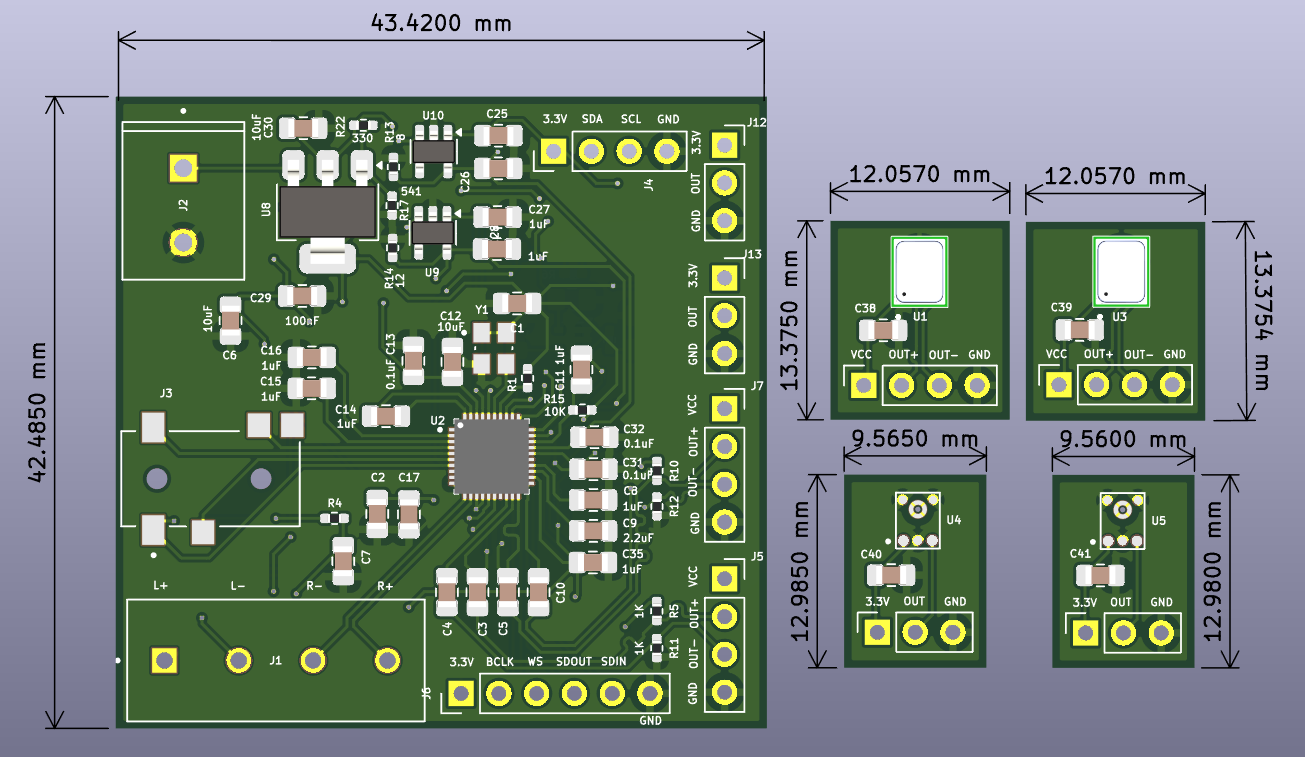 43.4200 mm
42.4850 mm
10uF
C30
R22
330
R13
8
U10
C25
3.3V SDA SCL GND
J4
J12
3.3V
OUT
GND
J2
U8
541
R17
C26
C27
1uF
28
1uF
R14
12
U9
J13
3.3V
OUT
GND
C29
100nF
10uF
C6
C16
1uF
C15
1uF
C14
1uF
0.1uF
C13
C12
10uF
Y1
C1
R1
C11
1uF
R15
10K
J3
U2
C32
0.1uF
C31
0.1uF
C8
1uF
C9
2.2uF
C35
1uF
R10
R12
J7
VCC
OUT+
OUT-
GND
C2 C17
R4
C7
L+ L- R- R+
J1
C4
C3
C5
C10
1K
R5
1K
R11
J5
VCC
OUT+
OUT-
GND
J6
3.3V BCLK WS SDOUT SDIN
GND
12.0570 mm
13.3750 mm
C38
U1
VCC OUT+ OUT- GND
12.0570 mm
13.3754 mm
C39
U3
VCC OUT+ OUT- GND
9.5650 mm
12.9850 mm
U4
C40
3.3V OUT GND
9.5600 mm
12.9800 mm
U5
C41
3.3V OUT GND